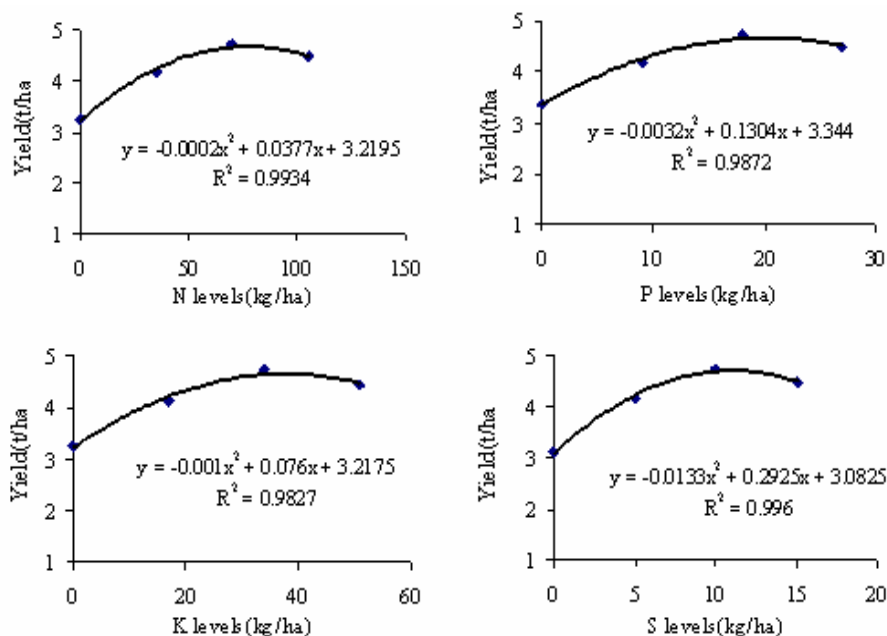 5
4
3
2
1
Yield(t/ha
y = -0.0002x² + 0.0377x + 3.2195
R² = 0.9934
0 50 100 150
N levels(kg/ha)
5
4
3
2
1
Yield(t/ha
y = -0.0032x² + 0.1304x + 3.344
R² = 0.9872
0 10 20 30
P levels(kg/ha)
5
4
3
2
1
Yield(t/ha
y = -0.001x² + 0.076x + 3.2175
R² = 0.9827
0 20 40 60
K levels(kg/ha)
5
4
3
2
1
Yield(t/ha
y = -0.0133x² + 0.2925x + 3.0825
R² = 0.996
0 5 10 15 20
S levels(kg/ha)